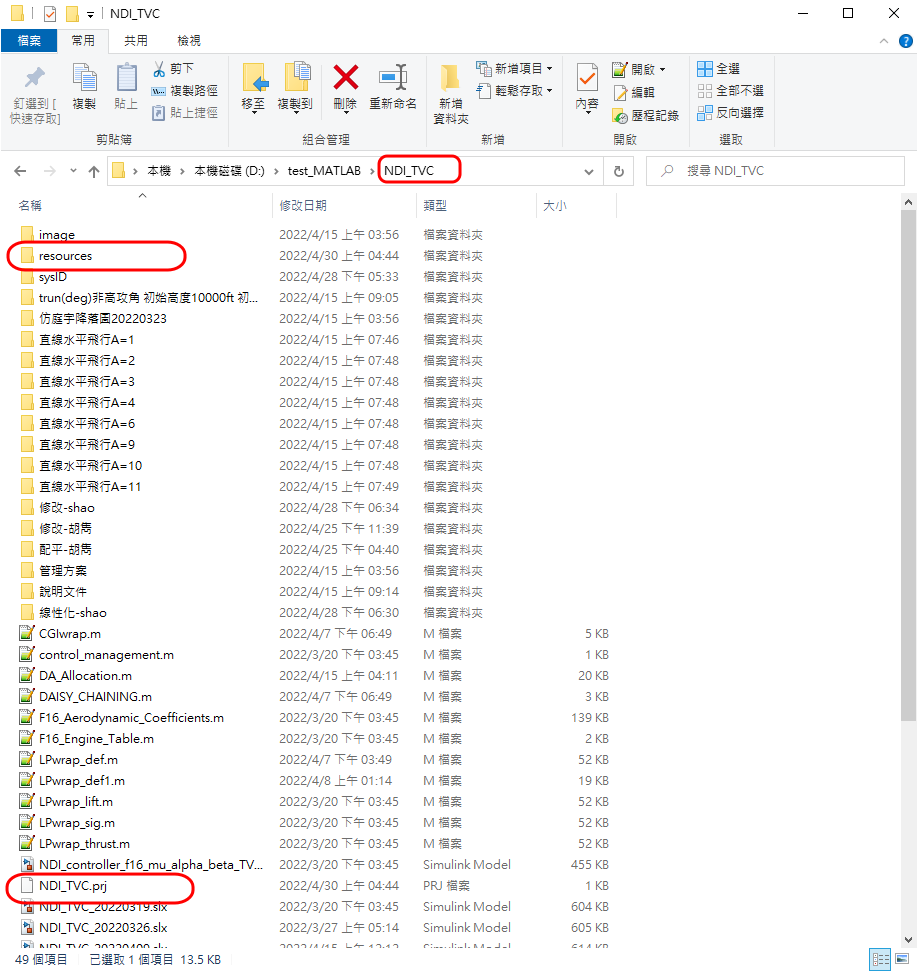 NDI_TVC
檔案 常用 共用 檢視
釘選到 [快速存取] 複製 貼上 剪下 複製路徑 貼上捷徑 移至 複製到 刪除 重新命名 新增資料夾 新增項目 輕鬆存取 內容 開啟 編輯 歷程記錄 全選 全部不選 反向選擇
剪貼簿 組合管理 新增 開啟 選取
本機 › 本機磁碟 (D:) › test_MATLAB › NDI_TVC 搜尋 NDI_TVC
名稱 修改日期 類型 大小
image 2022/4/15 上午 03:56 檔案資料夾
resources 2022/4/30 上午 04:44 檔案資料夾
sysID 2022/4/28 下午 05:33 檔案資料夾
trun(deg)非高攻角 初始高度10000ft 初... 2022/4/15 上午 09:05 檔案資料夾
仿庭宇降落園20220323 2022/4/15 上午 03:56 檔案資料夾
直線水平飛行A=1 2022/4/15 上午 07:46 檔案資料夾
直線水平飛行A=2 2022/4/15 上午 07:48 檔案資料夾
直線水平飛行A=3 2022/4/15 上午 07:48 檔案資料夾
直線水平飛行A=4 2022/4/15 上午 07:48 檔案資料夾
直線水平飛行A=6 2022/4/15 上午 07:48 檔案資料夾
直線水平飛行A=9 2022/4/15 上午 07:48 檔案資料夾
直線水平飛行A=10 2022/4/15 上午 07:48 檔案資料夾
直線水平飛行A=11 2022/4/15 上午 07:49 檔案資料夾
修改-shao 2022/4/28 下午 06:34 檔案資料夾
修改-胡雋 2022/4/25 下午 11:39 檔案資料夾
配平-胡雋 2022/4/25 下午 04:40 檔案資料夾
管理方案 2022/4/15 上午 03:56 檔案資料夾
說明文件 2022/4/15 上午 09:14 檔案資料夾
線性化-shao 2022/4/28 下午 06:30 檔案資料夾
CGIwrap.m 2022/4/7 下午 06:49 M 檔案 5 KB
control_management.m 2022/3/20 下午 03:45 M 檔案 1 KB
DA_Allocation.m 2022/4/15 上午 04:11 M 檔案 20 KB
DAISY_CHAINING.m 2022/4/7 下午 06:49 M 檔案 3 KB
F16_Aerodynamic_Coefficients.m 2022/3/20 下午 03:45 M 檔案 139 KB
F16_Engine_Table.m 2022/3/20 下午 03:45 M 檔案 2 KB
LPwrap_def.m 2022/4/7 下午 03:49 M 檔案 52 KB
LPwrap_def1.m 2022/4/8 上午 01:14 M 檔案 19 KB
LPwrap_lift.m 2022/3/20 下午 03:45 M 檔案 52 KB
LPwrap_sig.m 2022/3/20 下午 03:45 M 檔案 52 KB
LPwrap_thrust.m 2022/3/20 下午 03:45 M 檔案 52 KB
NDI_controller_f16_mu_alpha_beta_TV... 2022/3/20 下午 03:45 Simulink Model 455 KB
NDI_TVC.prj 2022/4/30 上午 04:44 PRJ 檔案 1 KB
NDI_TVC_20220319.slx 2022/3/20 下午 03:45 Simulink Model 604 KB
NDI_TVC_20220326.slx 2022/3/27 上午 05:14 Simulink Model 605 KB
49 個項目 已選取 1 個項目 13.5 KB